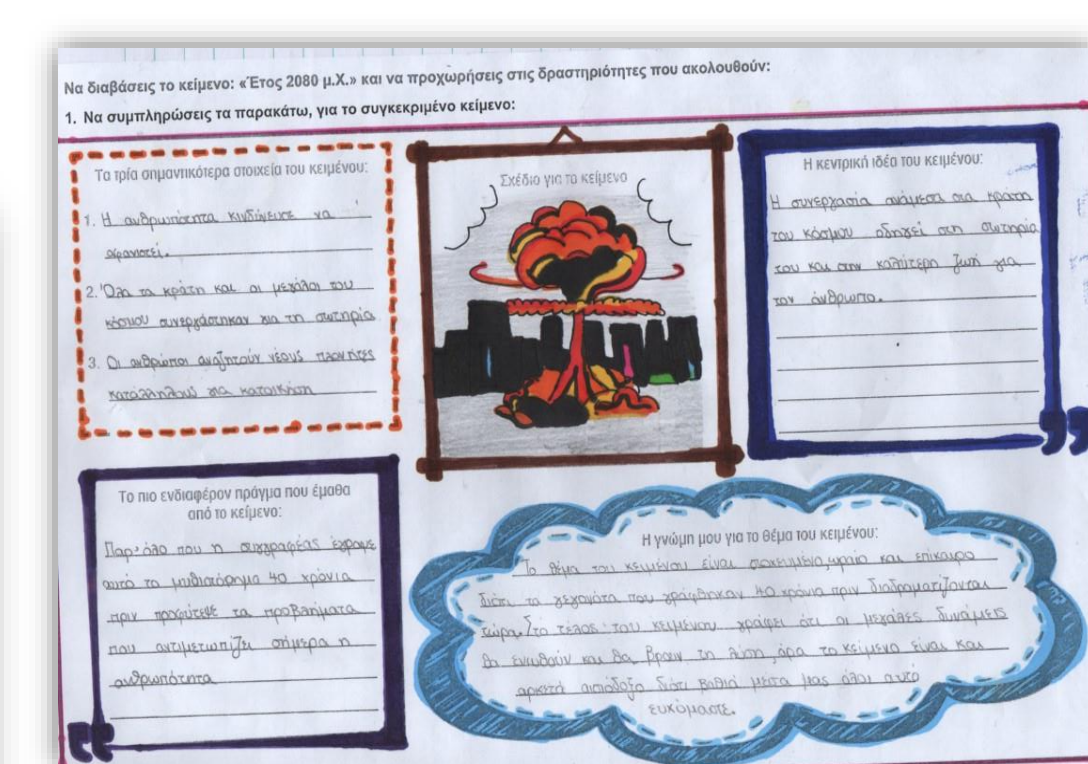 Να διαβάσεις το κείμενο: «Έτος 2080 μ.Χ.» και να προχωρήσεις στις δραστηριότητες που ακολουθούν:
1. Να συμπληρώσεις τα παρακάτω, για το συγκεκριμένο κείμενο:
Τα τρία σημαντικότερα στοιχεία του κειμένου:
1. Η ανθρωπότητα κινδύνευσε να
αφανιστεί.
2. Όλα τα κράτη και οι μεγάλοι του
κόσμου συνεργάστηκαν για τη σωτηρία
3. Οι άνθρωποι αναζητούν νέους πλανήτες
κατάλληλους για κατοίκηση
Σχέδιο για το κείμενο
Η κεντρική ιδέα του κειμένου:
Η συνεργασία ανάμεσα στα κράτη
του κόσμου οδηγεί στη σωτηρία
του και στην καλύτερη ζωή για
τον άνθρωπο.
Το πιο ενδιαφέρον πράγμα που έμαθα
από το κείμενο:
Παρ' όλο που η συγγραφέας έγραψε
αυτό το μυθιστόρημα 40 χρόνια
πριν προφύτεψε τα προβλήματα
που αντιμετωπίζει σήμερα η
ανθρωπότητα
Η γνώμη μου για το θέμα του κειμένου:
Το θέμα του κειμένου είναι ωραίο και επίκαιρο
διότι τα γεγονότα που γράφθηκαν 40 χρόνια πριν διαδραματίζονται
τώρα. Στο τέλος του κειμένου γράφει ότι οι μεγάλες δυνάμεις
θα ενωθούν και θα βρουν τη λύση, άρα το κείμενο είναι και
αρκετά αισιόδοξο διότι βαθιά μέσα μας όλοι αυτό
ευχόμαστε.